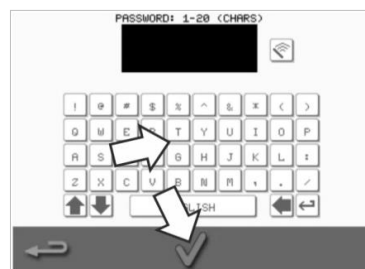 PASSWORD: 1-20 (CHARS)
! @ # $ % ^ & * ( )
Q W E T Y U I O P
A S G H J K L :
Z X C V B N M , . /